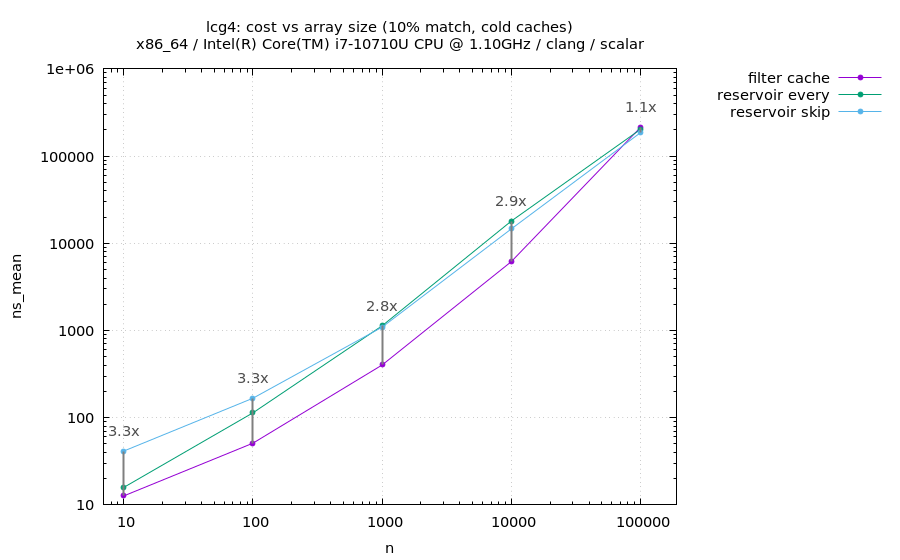 lcg4: cost vs array size (10% match, cold caches)
x86_64 / Intel(R) Core(TM) i7-10710U CPU @ 1.10GHz / clang / scalar
1e+06
100000
10000
1000
100
10
ns_mean
3.3x
3.3x
2.8x
2.9x
1.1x
10
100
1000
10000
100000
n
filter cache
reservoir every
reservoir skip